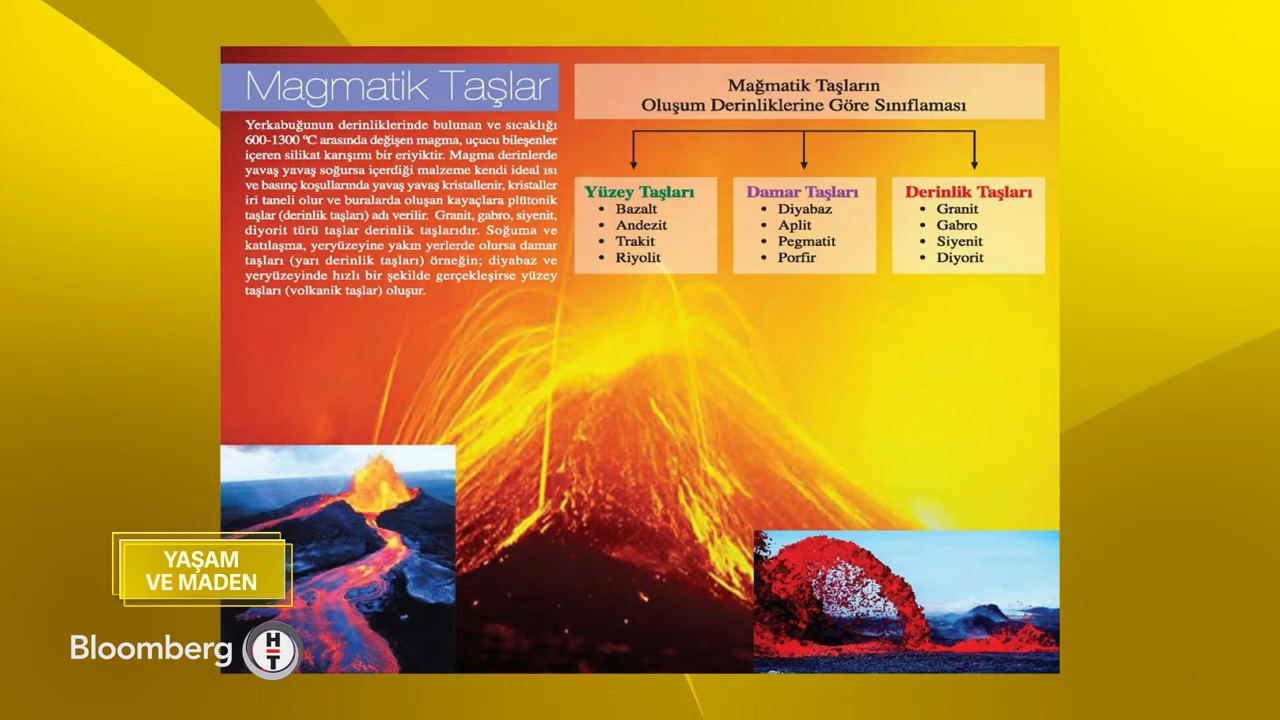 Magmatik Taşlar
Yerkabuğunun derinliklerinde bulunan ve sıcaklığı
600-1300 ºC arasında değişen magma, uçucu bileşenler
içeren silikat karışımı bir eriyiktir. Magma derinlerde
yavaş yavaş soğursa içerdiği malzeme kendi ideal ısı
ve basınç koşullarında yavaş yavaş kristallenir, kristaller
iri taneli olur ve buralarda oluşan kayaçlara plütonik
taşlar (derinlik taşları) adı verilir. Granit, gabro, siyenit,
diyorit türü taşlar derinlik taşlarıdır. Soğuma ve
katılaşma, yeryüzeyine yakın yerlerde olursa damar
taşları (yarı derinlik taşları) örneğin; diyabaz ve
yeryüzeyinde hızlı bir şekilde gerçekleşirse yüzey
taşları (volkanik taşlar) oluşur.
Mağmatik Taşların
Oluşum Derinliklerine Göre Sınıflaması
Yüzey Taşları
• Bazalt
• Andezit
• Trakit
• Riyolit
Damar Taşları
• Diyabaz
• Aplit
• Pegmatit
• Porfir
Derinlik Taşları
• Granit
• Gabro
• Siyenit
• Diyorit
YAŞAM
VE MADEN
Bloomberg HT